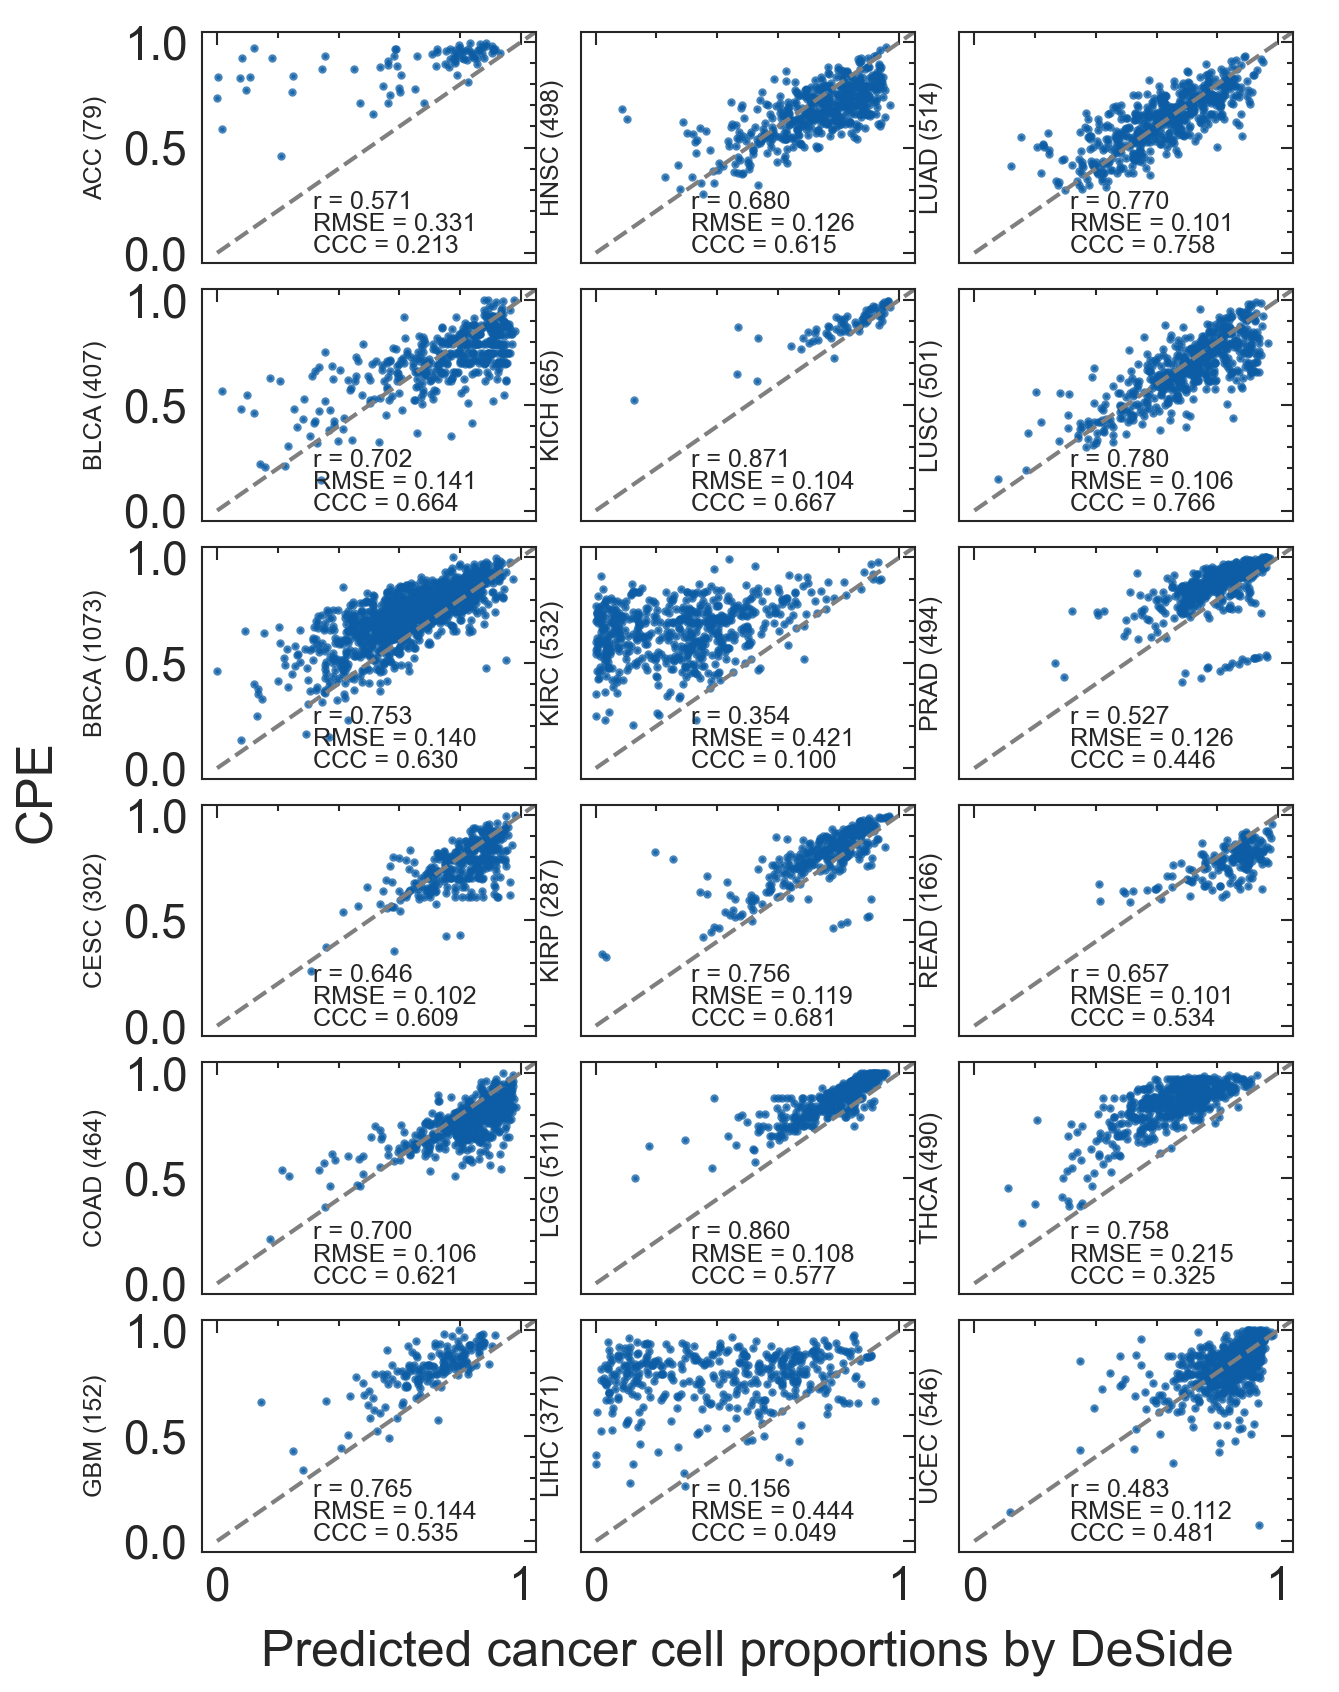 CPE
ACC (79)
1.0
0.5
0.0
r = 0.571
RMSE = 0.331
CCC = 0.213
HNSC (498)
r = 0.680
RMSE = 0.126
CCC = 0.615
LUAD (514)
r = 0.770
RMSE = 0.101
CCC = 0.758
BLCA (407)
1.0
0.5
0.0
r = 0.702
RMSE = 0.141
CCC = 0.664
KICH (65)
r = 0.871
RMSE = 0.104
CCC = 0.667
LUSC (501)
r = 0.780
RMSE = 0.106
CCC = 0.766
BRCA (1073)
1.0
0.5
0.0
r = 0.753
RMSE = 0.140
CCC = 0.630
KIRC (532)
r = 0.354
RMSE = 0.421
CCC = 0.100
PRAD (494)
r = 0.527
RMSE = 0.126
CCC = 0.446
CESC (302)
1.0
0.5
0.0
r = 0.646
RMSE = 0.102
CCC = 0.609
KIRP (287)
r = 0.756
RMSE = 0.119
CCC = 0.681
READ (166)
r = 0.657
RMSE = 0.101
CCC = 0.534
COAD (464)
1.0
0.5
0.0
r = 0.700
RMSE = 0.106
CCC = 0.621
LGG (511)
r = 0.860
RMSE = 0.108
CCC = 0.577
THCA (490)
r = 0.758
RMSE = 0.215
CCC = 0.325
GBM (152)
1.0
0.5
0.0
r = 0.765
RMSE = 0.144
CCC = 0.535
LIHC (371)
r = 0.156
RMSE = 0.444
CCC = 0.049
UCEC (546)
r = 0.483
RMSE = 0.112
CCC = 0.481
0 1 0 1 0 1
Predicted cancer cell proportions by DeSide